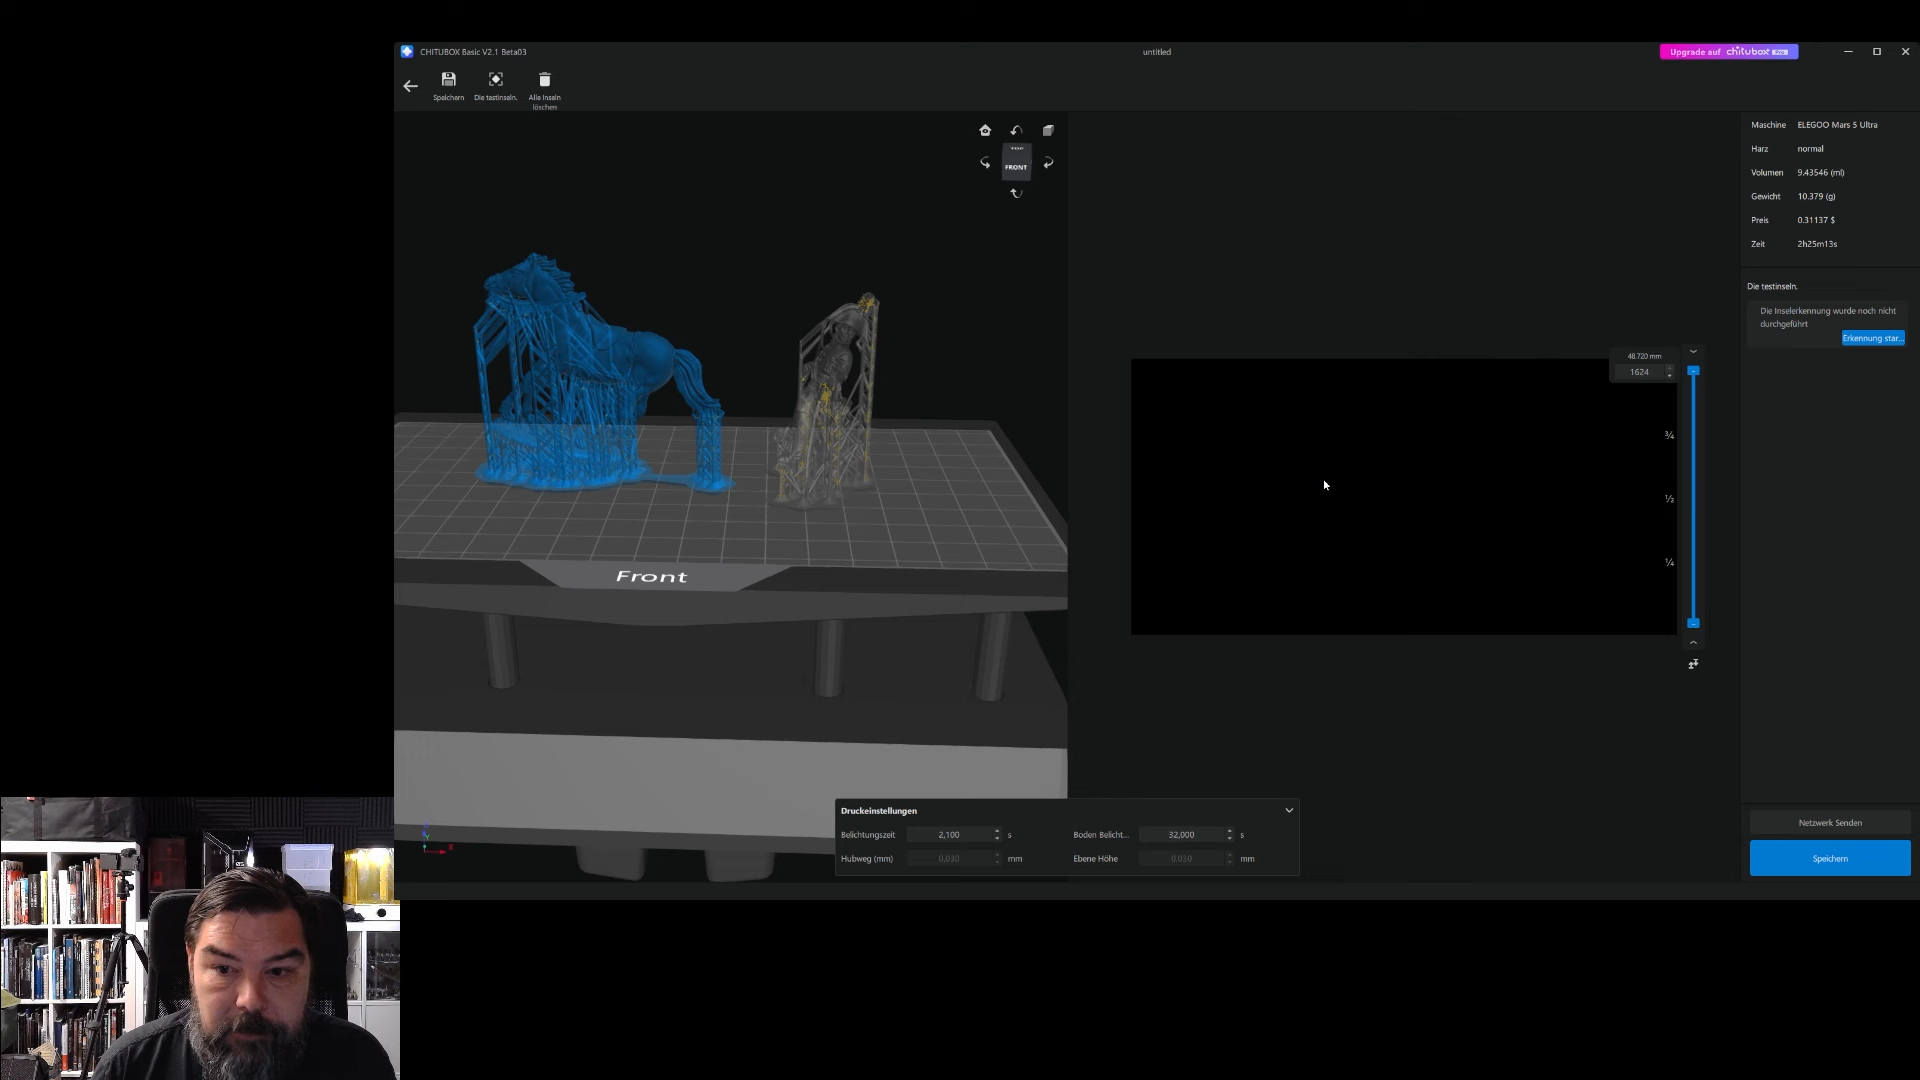 CHITUBOX Basic V2.1 Beta03
untitled
Upgrade auf chitubox Pro
Speichern
Die testinseln.
Alle Inseln
löschen
TOP
FRONT
Maschine ELEGOO Mars 5 Ultra
Harz normal
Volumen 9.43546 (ml)
Gewicht 10.379 (g)
Preis 0.31137 $
Zeit 2h25m13s
Die testinseln.
Die Inselerkennung wurde noch nicht
durchgeführt
Erkennung star...
48.720 mm
1624
¾
½
¼
Front
Druckeinstellungen
Belichtungszeit 2,100 s
Boden Belicht... 32,000 s
Hubweg (mm) 0,030 mm
Ebene Höhe 0,030 mm
Netzwerk Senden
Speichern